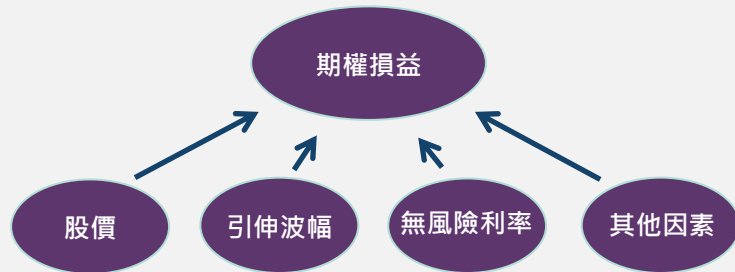 期權損益
股價
引伸波幅
無風險利率
其他因素